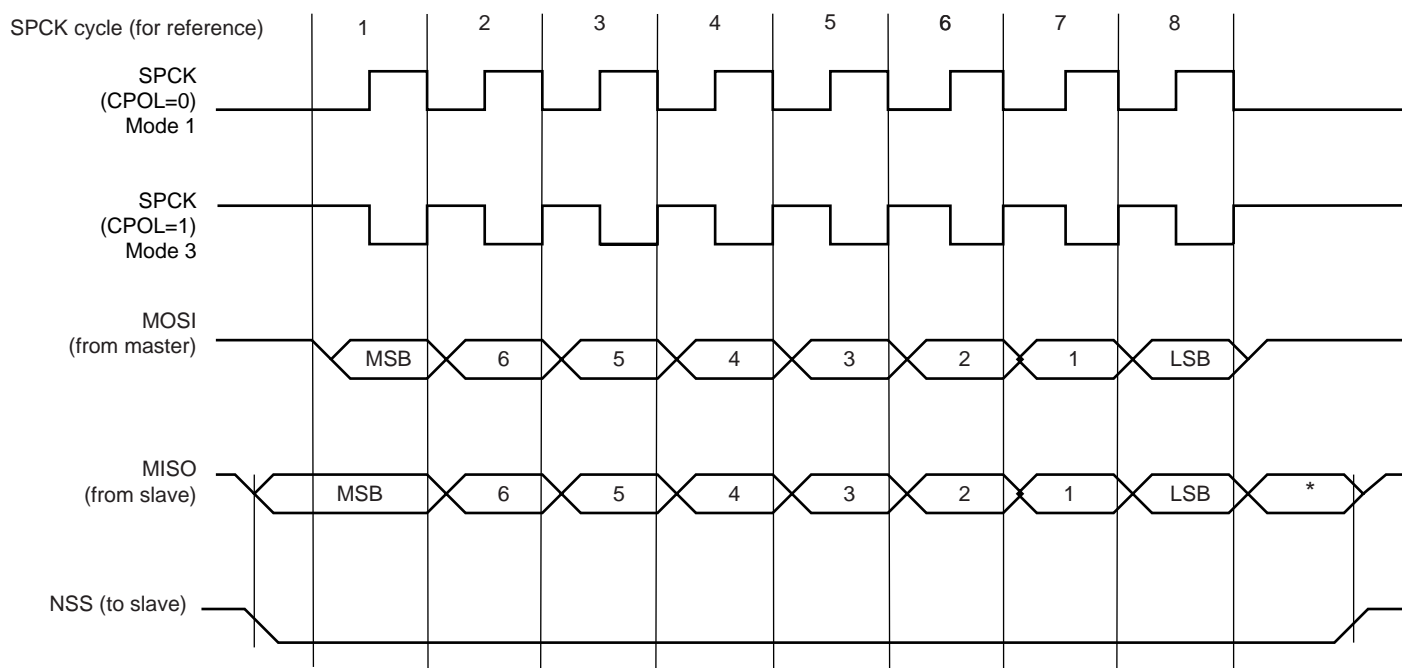 SPCK cycle (for reference) 1 2 3 4 5 6 7 8
SPCK
(CPOL=0)
Mode 1
SPCK
(CPOL=1)
Mode 3
MOSI
(from master)
MSB 6 5 4 3 2 1 LSB
MISO
(from slave)
MSB 6 5 4 3 2 1 LSB *
NSS (to slave)